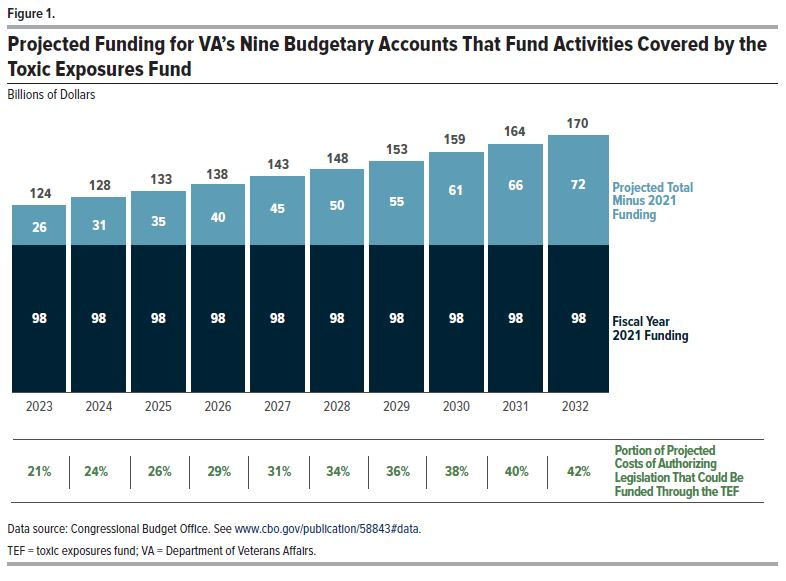 Figure 1.
Projected Funding for VA's Nine Budgetary Accounts That Fund Activities Covered by the
Toxic Exposures Fund
Billions of Dollars
124 128 133 138 143 148 153 159 164 170
26 31 35 40 45 50 55 61 66 72
Projected Total
Minus 2021
Funding
98 98 98 98 98 98 98 98 98 98
Fiscal Year
2021 Funding
2023 2024 2025 2026 2027 2028 2029 2030 2031 2032
21% 24% 26% 29% 31% 34% 36% 38% 40% 42%
Portion of Projected
Costs of Authorizing
Legislation That Could Be
Funded Through the TEF
Data source: Congressional Budget Office. See www.cbo.gov/publication/58843#data.
TEF = toxic exposures fund; VA = Department of Veterans Affairs.